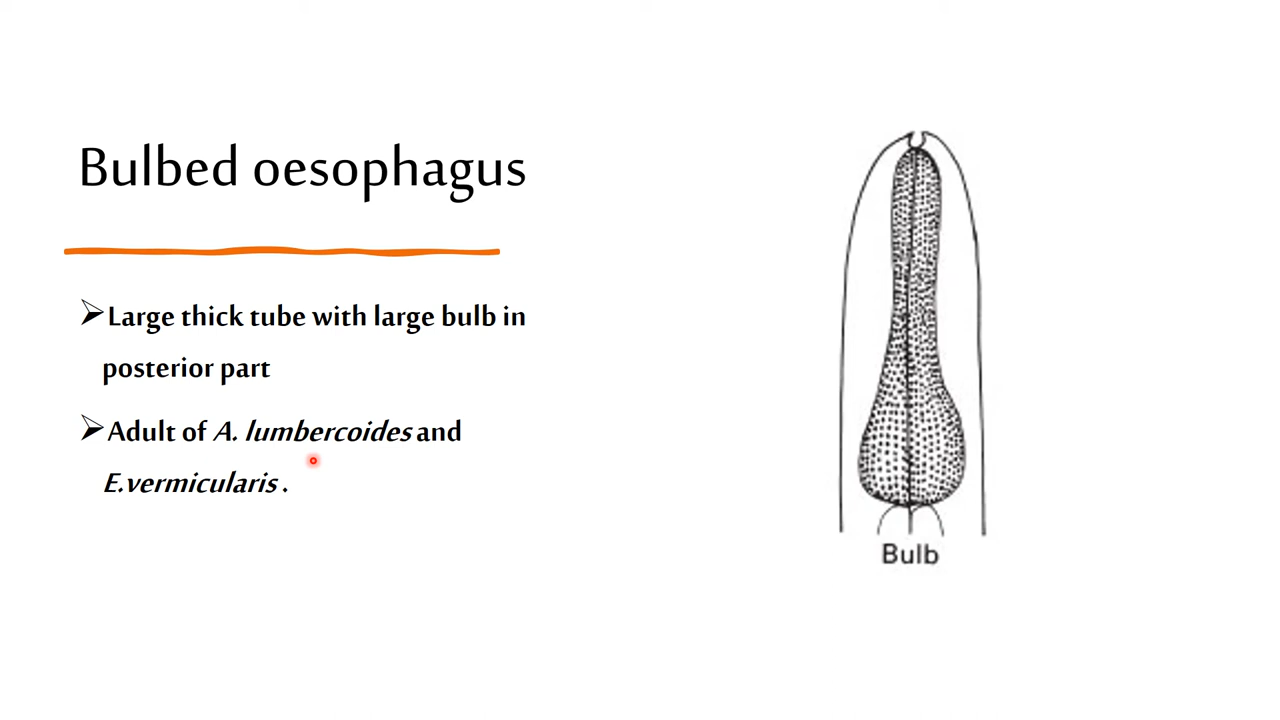 Bulbed oesophagus
➢Large thick tube with large bulb in
posterior part
➢Adult of A. lumbercoides and
E.vermicularis .
Bulb